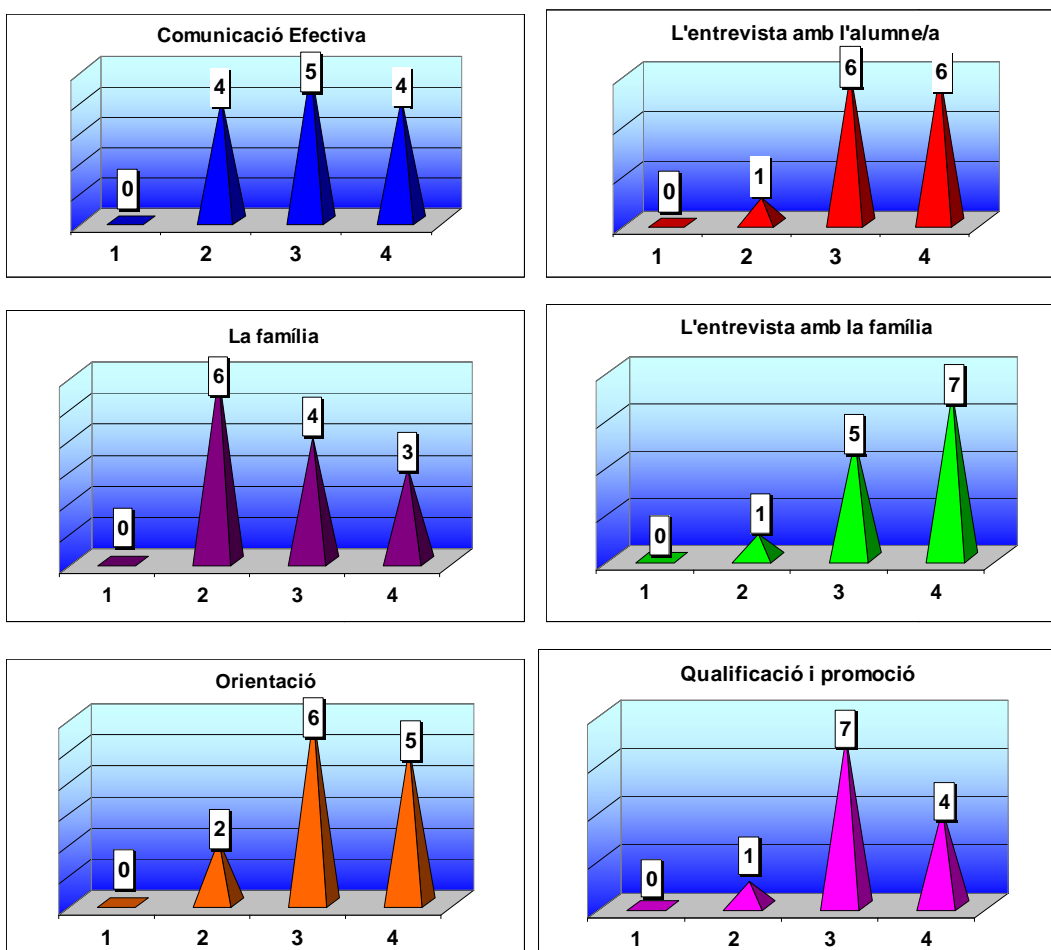 Comunicació Efectiva
0
4
5
4
1 2 3 4
L'entrevista amb l'alumne/a
0
1
6
6
1 2 3 4
La família
0
6
4
3
1 2 3 4
L'entrevista amb la família
0
1
5
7
1 2 3 4
Orientació
0
2
6
5
1 2 3 4
Qualificació i promoció
0
1
7
4
1 2 3 4